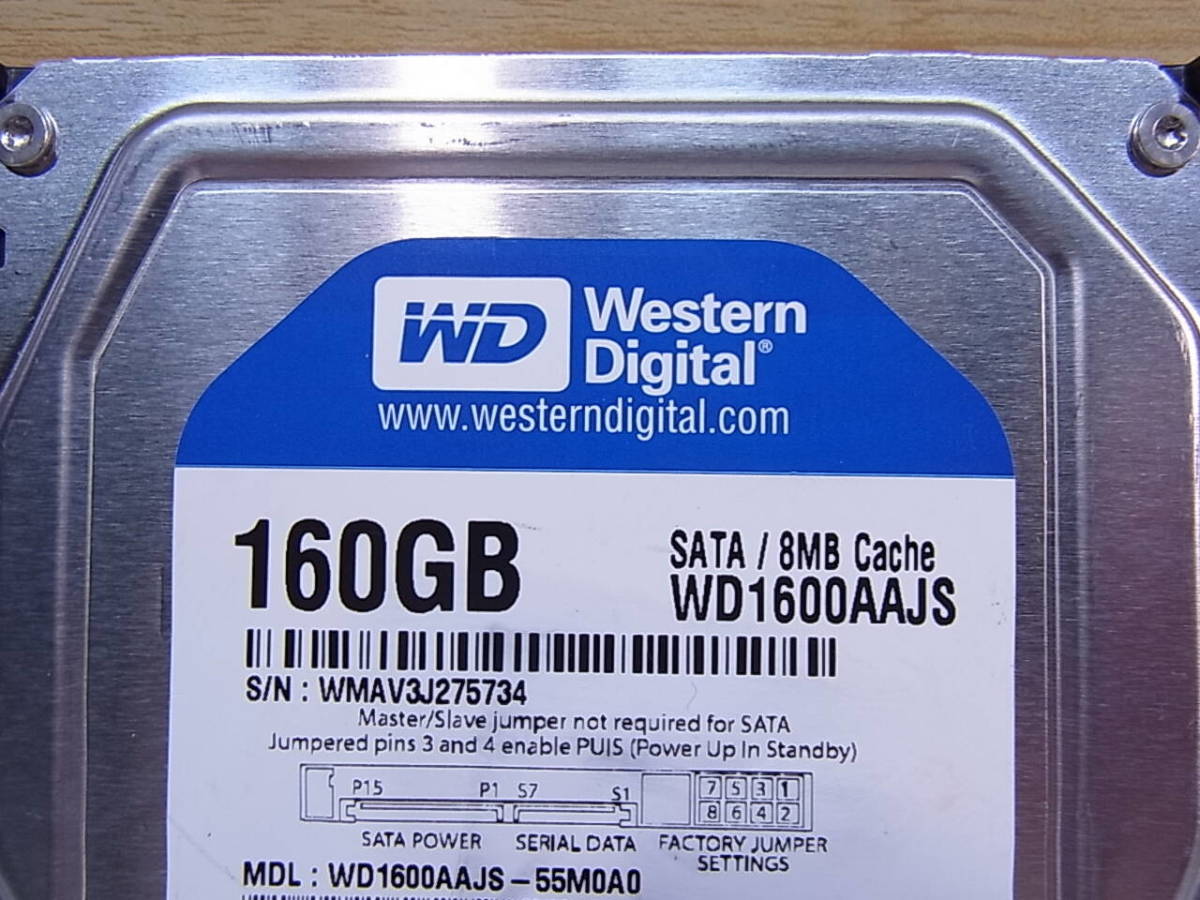 WD Western
Digital®
www.westerndigital.com
160GB
SATA / 8MB Cache
WD1600AAJS
S/N : WMAV3J275734
Master/Slave jumper not required for SATA
Jumpered pins 3 and 4 enable PUIS (Power Up In Standby)
P15 P1 S7 S1
7 5 3 1
8 6 4 2
SATA POWER SERIAL DATA FACTORY JUMPER
SETTINGS
MDL : WD1600AAJS – 55M0A0